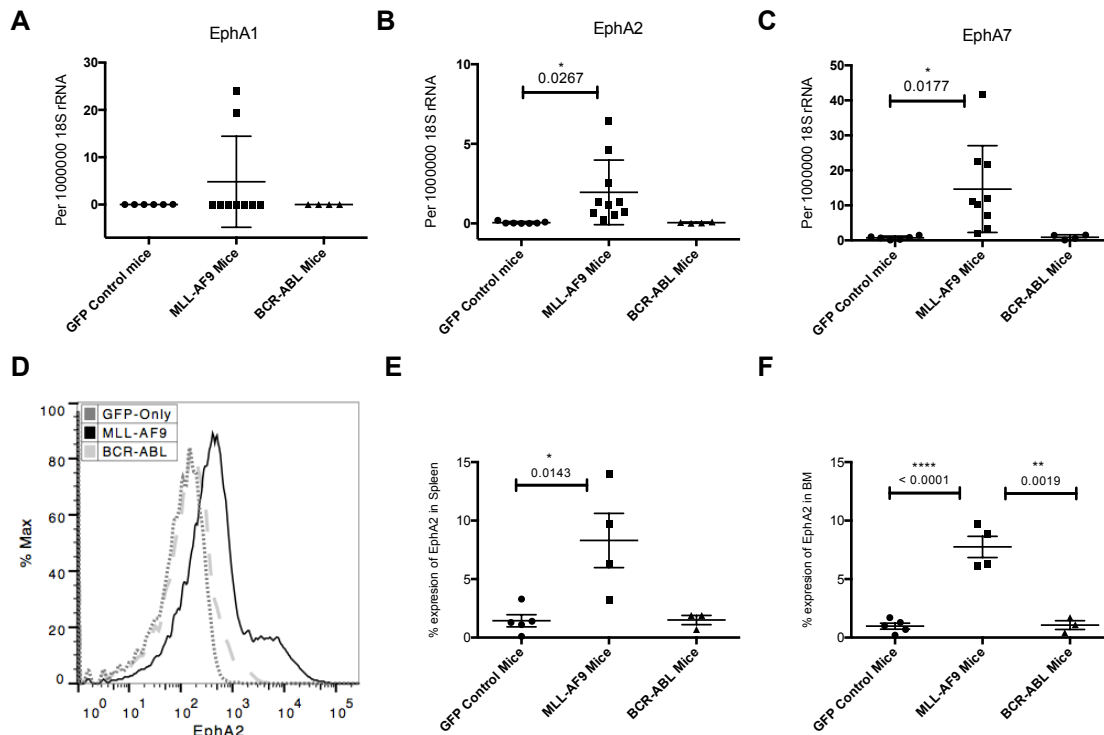 A
EphA1
Per 1000000 18S rRNA
30
20
10
0
GFP Control mice
MLL-AF9 Mice
BCR-ABL Mice
B
EphA2
Per 1000000 18S rRNA
10
5
0
*
0.0267
GFP Control Mice
MLL-AF9 Mice
BCR-ABL Mice
C
EphA7
Per 1000000 18S rRNA
50
40
30
20
10
0
*
0.0177
GFP Control mice
MLL-AF9 Mice
BCR-ABL Mice
D
% Max
100
80
60
40
20
0
GFP-Only
MLL-AF9
BCR-ABL
10^0
10^1
10^2
10^3
10^4
10^5
EphA2
E
% expresion of EphA2 in Spleen
15
10
5
0
*
0.0143
GFP Control Mice
MLL-AF9 Mice
BCR-ABL Mice
F
% expresion of EphA2 in BM
15
10
5
0
****
< 0.0001
**
0.0019
GFP Control Mice
MLL-AF9 Mice
BCR-ABL Mice